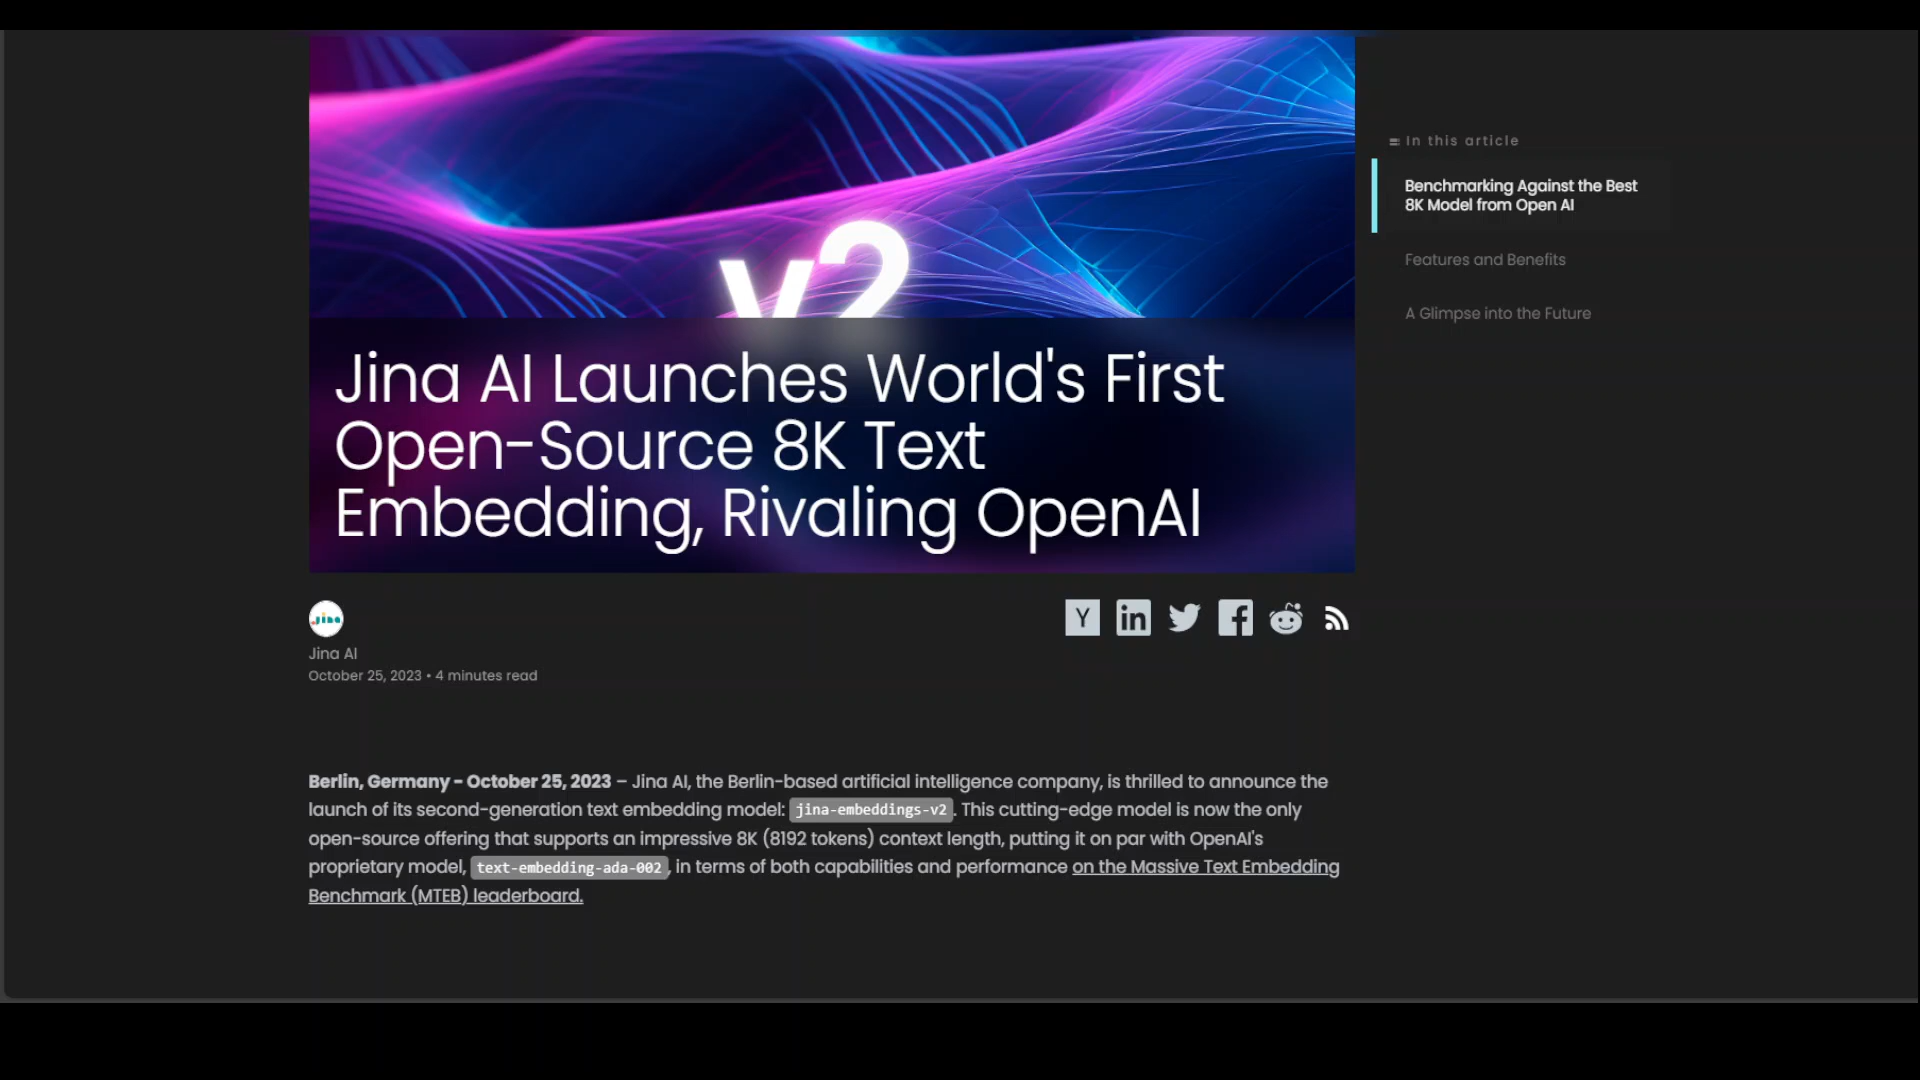 v2
Jina AI Launches World's First
Open-Source 8K Text
Embedding, Rivaling OpenAI
In this article
Benchmarking Against the Best
8K Model from Open AI
Features and Benefits
A Glimpse into the Future
Jina
Y in f
Jina AI
October 25, 2023 • 4 minutes read
Berlin, Germany - October 25, 2023 – Jina AI, the Berlin-based artificial intelligence company, is thrilled to announce the
launch of its second-generation text embedding model: jina-embeddings-v2. This cutting-edge model is now the only
open-source offering that supports an impressive 8K (8192 tokens) context length, putting it on par with OpenAI's
proprietary model, text-embedding-ada-002, in terms of both capabilities and performance on the Massive Text Embedding
Benchmark (MTEB) leaderboard.